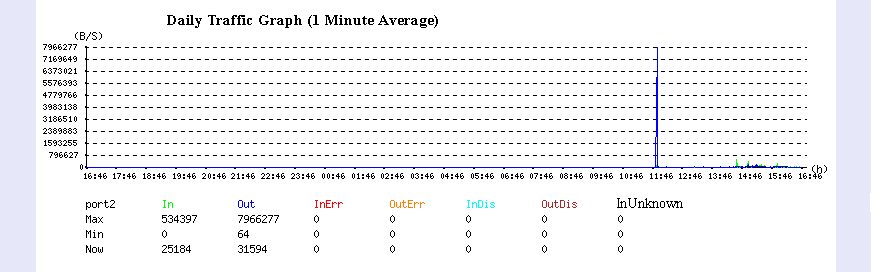 Daily Traffic Graph (1 Minute Average)
(B/S)
7966277
7169649
6373021
5576393
4779766
3983138
3186510
2389883
1593255
796627
0
(h)
16:46 17:46 18:46 19:46 20:46 21:46 22:46 23:46 00:46 01:46 02:46 03:46 04:46 05:46 06:46 07:46 08:46 09:46 10:46 11:46 12:46 13:46 14:46 15:46 16:46
port2 In Out InErr OutErr InDis OutDis InUnknown
Max 534397 7966277 0 0 0 0 0
Min 0 64 0 0 0 0 0
Now 25184 31594 0 0 0 0 0